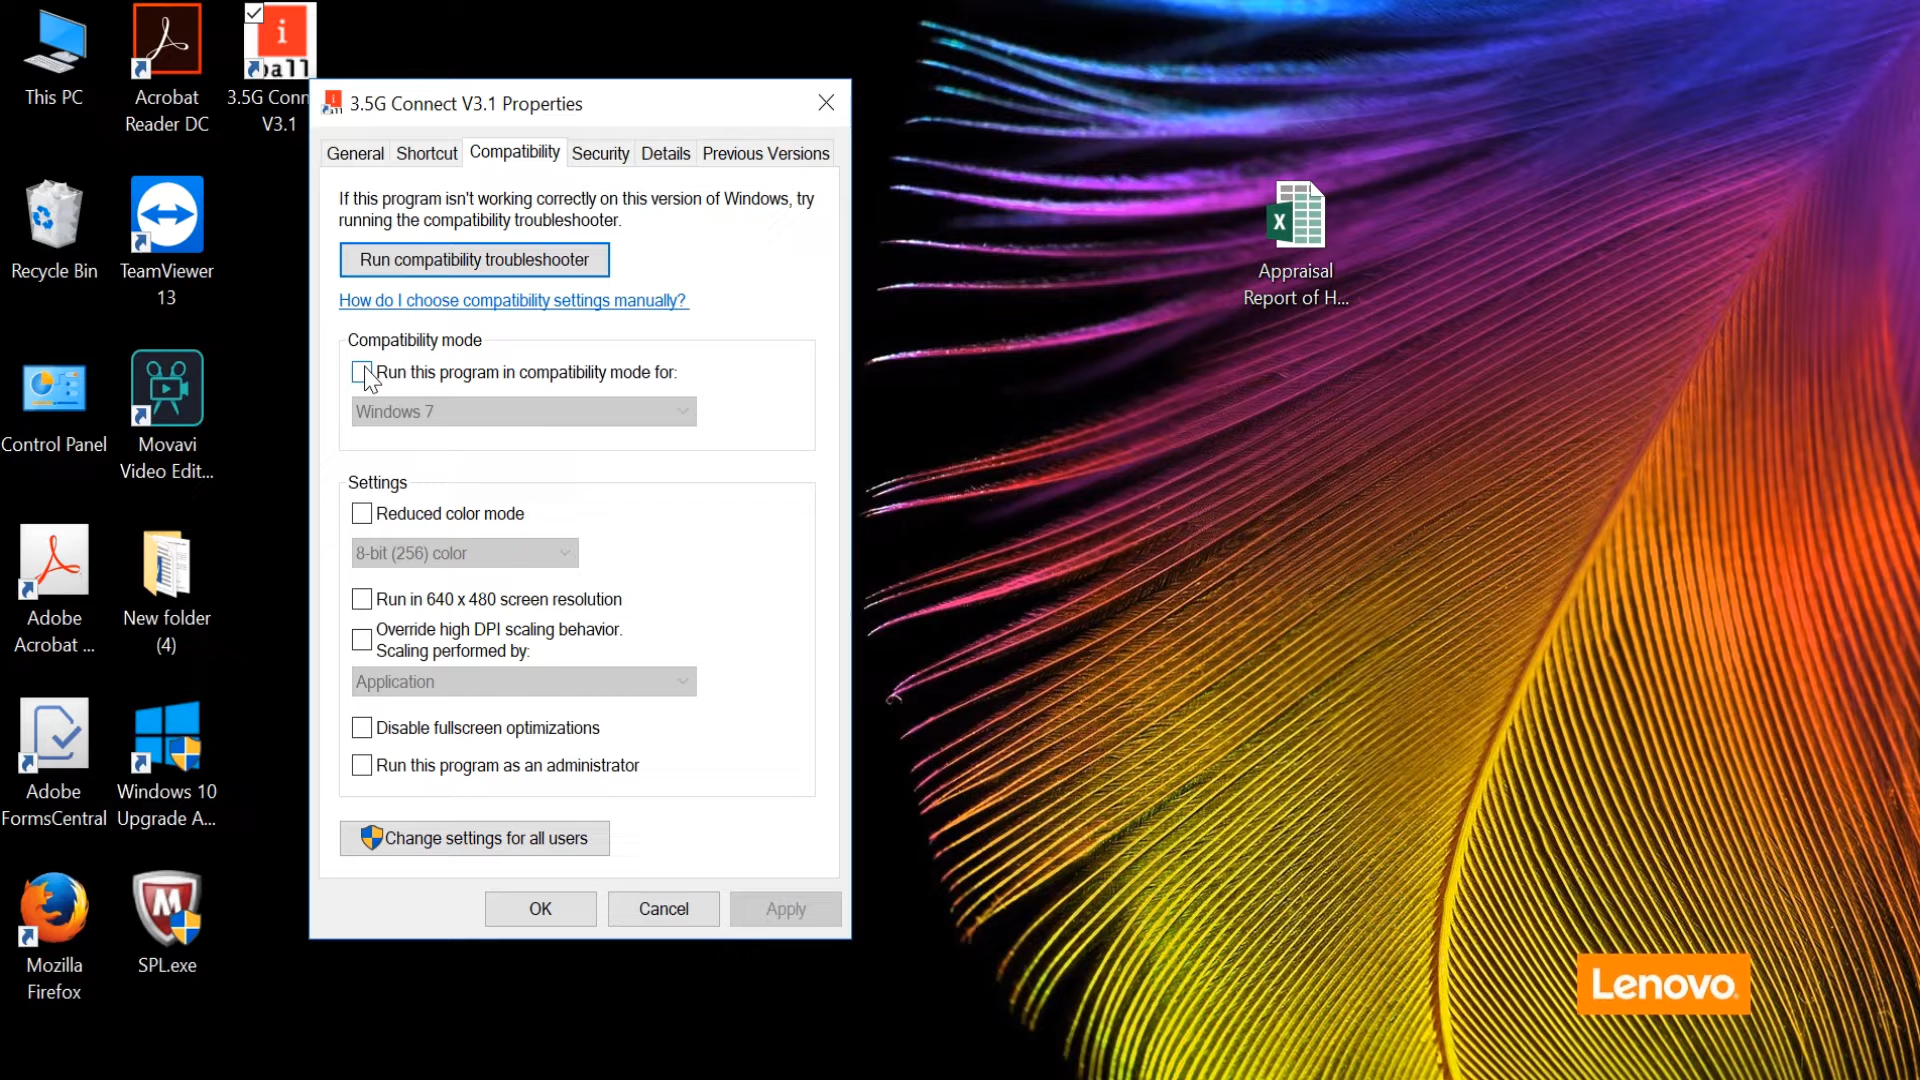 This PC
Acrobat
Reader DC
i
ball
3.5G Conn
V3.1
Recycle Bin
TeamViewer
13
Control Panel
Movavi
Video Edit...
Adobe
Acrobat ...
New folder
(4)
Adobe
FormsCentral
Windows 10
Upgrade A...
Mozilla
Firefox
SPL.exe
3.5G Connect V3.1 Properties
General
Shortcut
Compatibility
Security
Details
Previous Versions
If this program isn't working correctly on this version of Windows, try
running the compatibility troubleshooter.
Run compatibility troubleshooter
How do I choose compatibility settings manually?
Compatibility mode
Run this program in compatibility mode for:
Windows 7
Settings
Reduced color mode
8-bit (256) color
Run in 640 x 480 screen resolution
Override high DPI scaling behavior.
Scaling performed by:
Application
Disable fullscreen optimizations
Run this program as an administrator
Change settings for all users
OK
Cancel
Apply
X
Appraisal
Report of H...
Lenovo